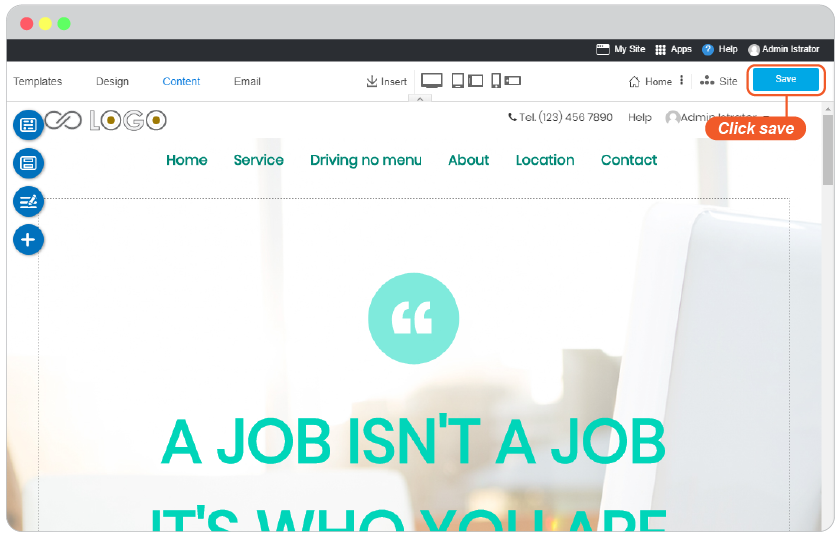 My Site Apps ? Help Admin Istrator
Templates Design Content Email Insert Home Site Save
LOGO Tel. (123) 456 7890 Help Admin Istrator
Click save
Home Service Driving no menu About Location Contact
A JOB ISN'T A JOB
IT'S WHO YOU ARE